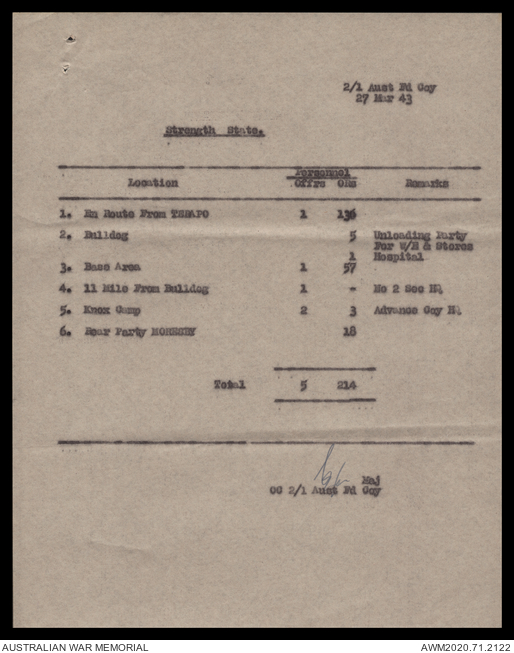 2/1 Aust Fd Coy
27 Mar 43
Strength State.
Personnel
Location Offrs ORs Remarks
1. En Route From TSBAPO 1 136
2. Bulldog 5 Unloading Party
For W/H & Stores
1 Hospital
3. Base Area 1 57
4. 11 Mile From Bulldog 1 - No 2 Sec HQ
5. Knox Camp 2 3 Advance Coy HQ
6. Rear Party MORESBY 18
Total 5 214
Maj
OC 2/1 Aust Fd Coy
AUSTRALIAN WAR MEMORIAL AWM2020.71.2122